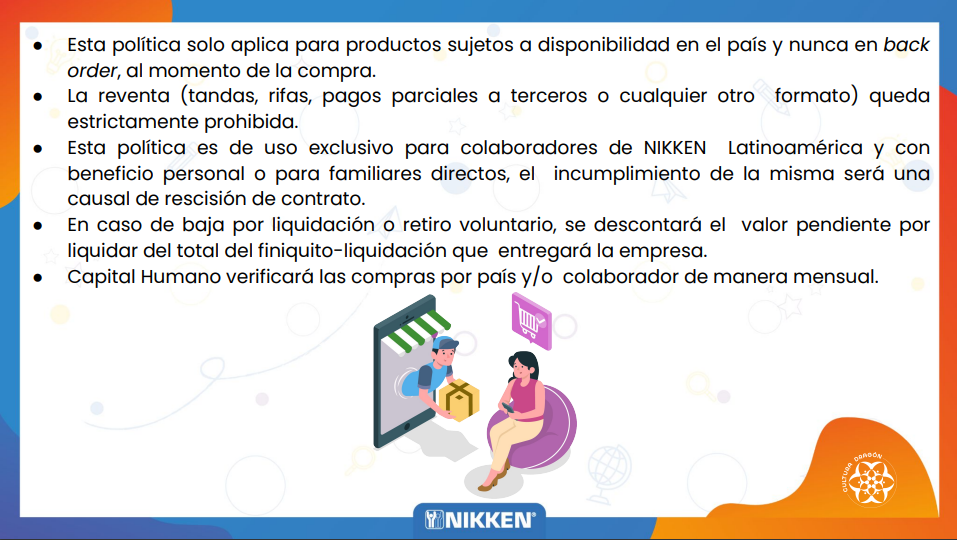 ● Esta política solo aplica para productos sujetos a disponibilidad en el país y nunca en back
order, al momento de la compra.
● La reventa (tandas, rifas, pagos parciales a terceros o cualquier otro formato) queda
estrictamente prohibida.
● Esta política es de uso exclusivo para colaboradores de NIKKEN Latinoamérica y con
beneficio personal o para familiares directos, el incumplimiento de la misma será una
causal de rescisión de contrato.
● En caso de baja por liquidación o retiro voluntario, se descontará el valor pendiente por
liquidar del total del finiquito-liquidación que entregará la empresa.
● Capital Humano verificará las compras por país y/o colaborador de manera mensual.
CULTURA DRAGÓN
NIKKEN®